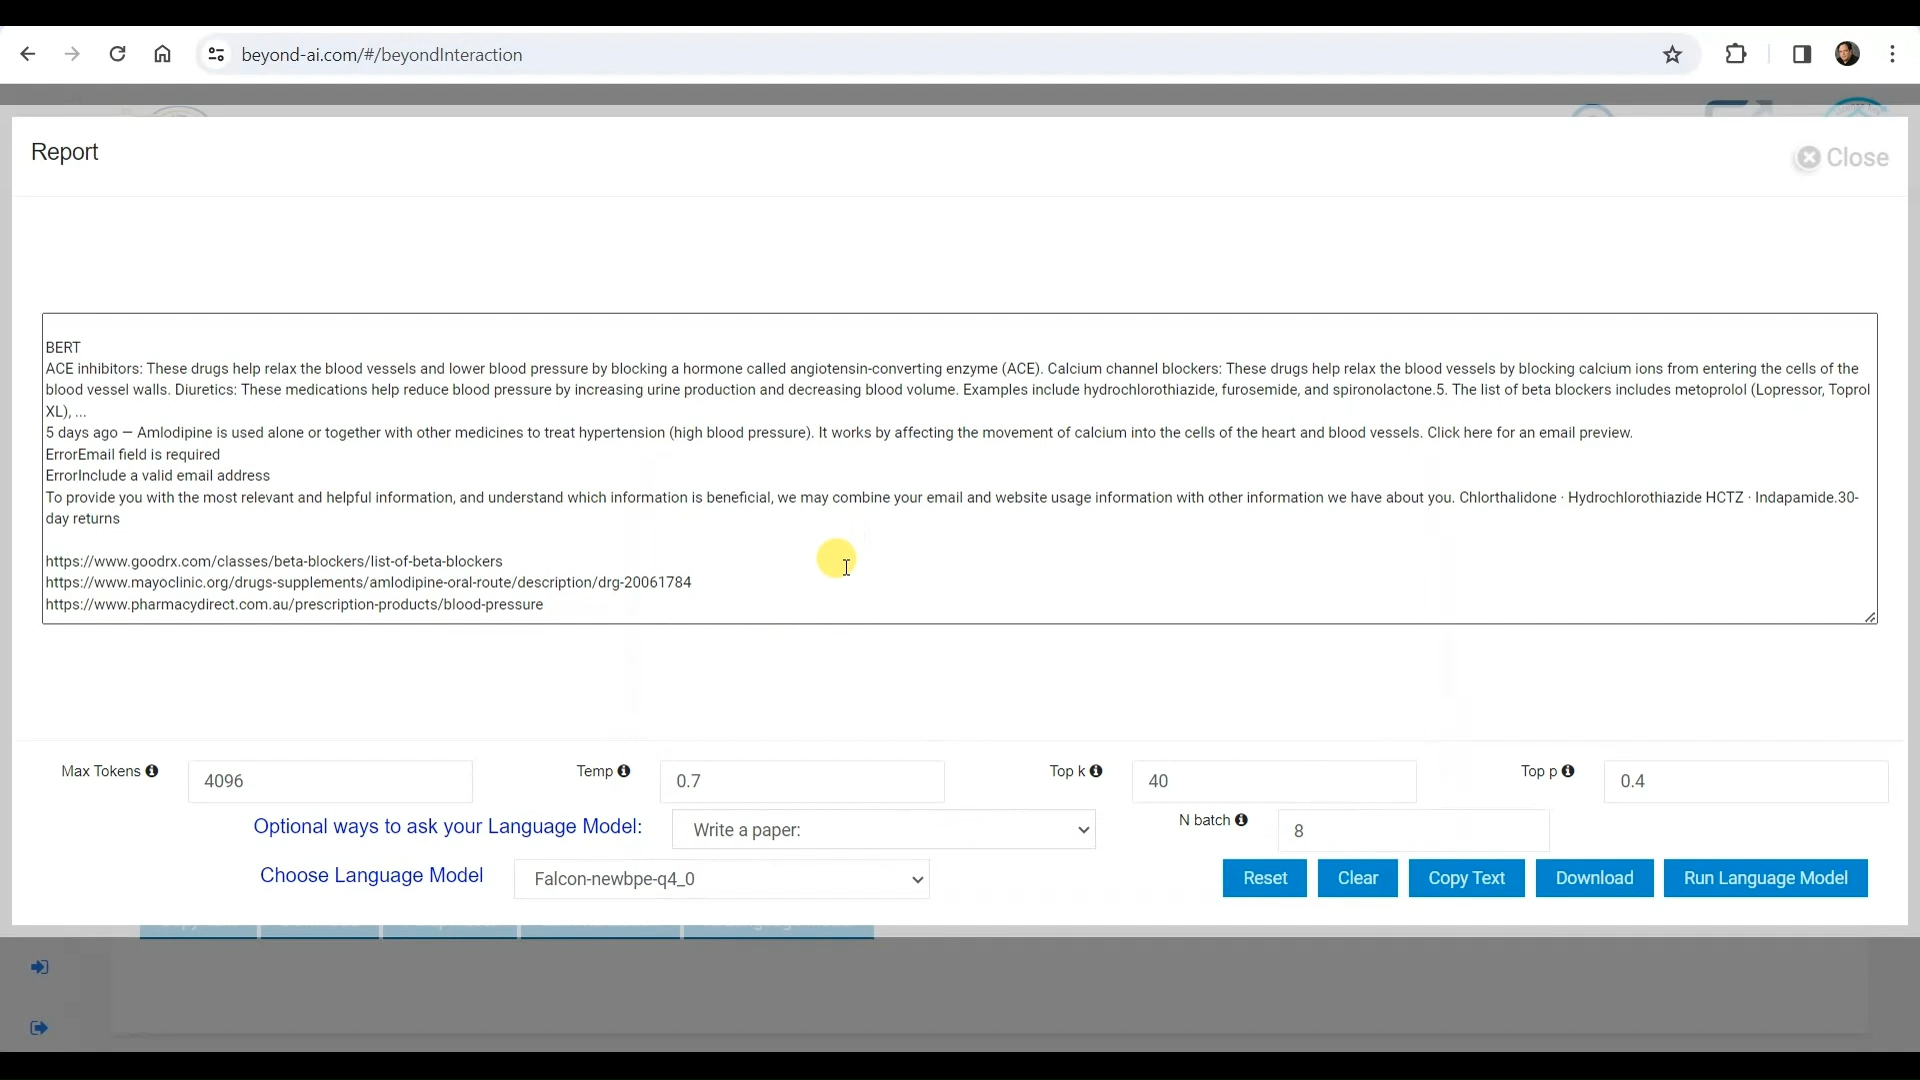 beyond-ai.com/#/beyondInteraction
Report
Close
BERT
ACE inhibitors: These drugs help relax the blood vessels and lower blood pressure by blocking a hormone called angiotensin-converting enzyme (ACE). Calcium channel blockers: These drugs help relax the blood vessels by blocking calcium ions from entering the cells of the
blood vessel walls. Diuretics: These medications help reduce blood pressure by increasing urine production and decreasing blood volume. Examples include hydrochlorothiazide, furosemide, and spironolactone.5. The list of beta blockers includes metoprolol (Lopressor, Toprol
XL), ...
5 days ago — Amlodipine is used alone or together with other medicines to treat hypertension (high blood pressure). It works by affecting the movement of calcium into the cells of the heart and blood vessels. Click here for an email preview.
ErrorEmail field is required
ErrorInclude a valid email address
To provide you with the most relevant and helpful information, and understand which information is beneficial, we may combine your email and website usage information with other information we have about you. Chlorthalidone · Hydrochlorothiazide HCTZ · Indapamide.30-
day returns
https://www.goodrx.com/classes/beta-blockers/list-of-beta-blockers
https://www.mayoclinic.org/drugs-supplements/amlodipine-oral-route/description/drg-20061784
https://www.pharmacydirect.com.au/prescription-products/blood-pressure
Max Tokens 4096 Temp 0.7 Top k 40 Top p 0.4
Optional ways to ask your Language Model: Write a paper: N batch 8
Choose Language Model Falcon-newbpe-q4_0 Reset Clear Copy Text Download Run Language Model